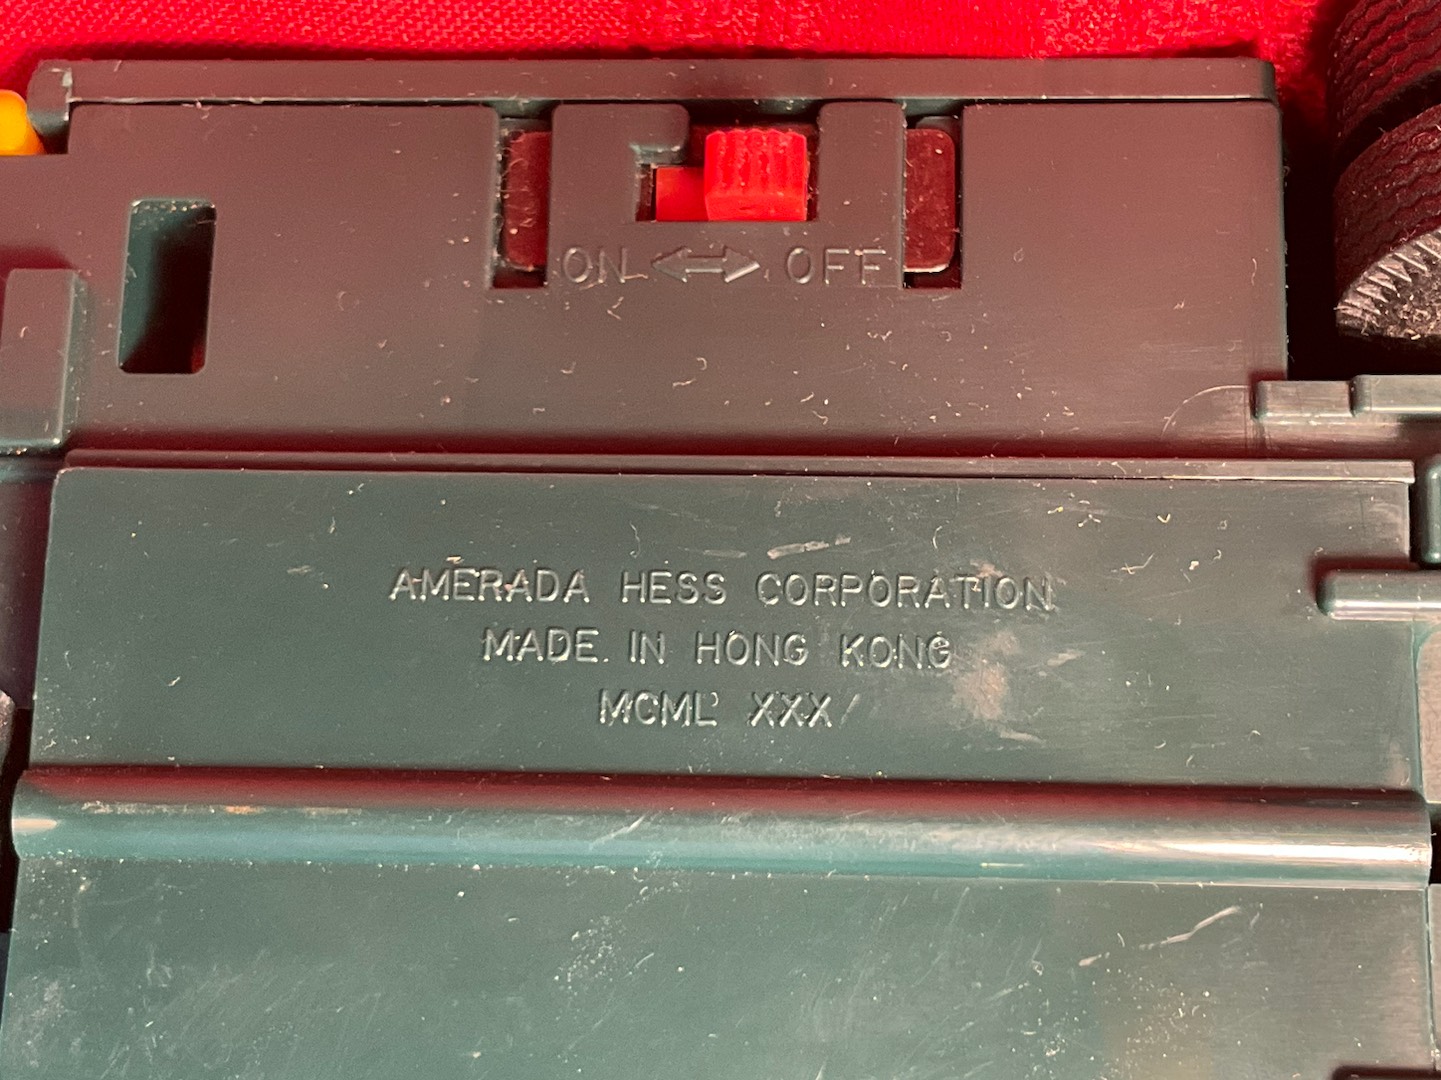 ON ⟺ OFF
AMERADA HESS CORPORATION
MADE IN HONG KONG
MCML XXX